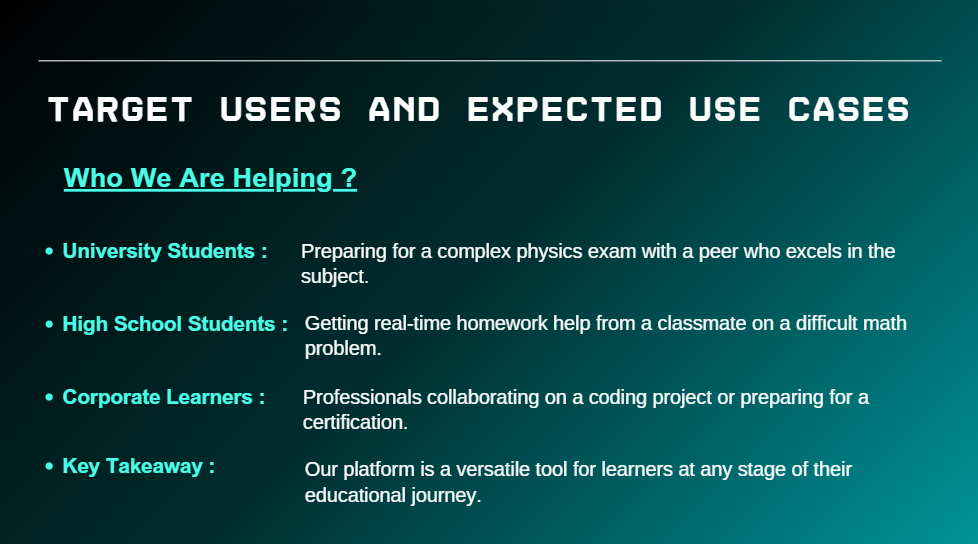 TARGET USERS AND EXPECTED USE CASES
Who We Are Helping ?
• University Students : Preparing for a complex physics exam with a peer who excels in the
subject.
• High School Students : Getting real-time homework help from a classmate on a difficult math
problem.
• Corporate Learners : Professionals collaborating on a coding project or preparing for a
certification.
• Key Takeaway : Our platform is a versatile tool for learners at any stage of their
educational journey.